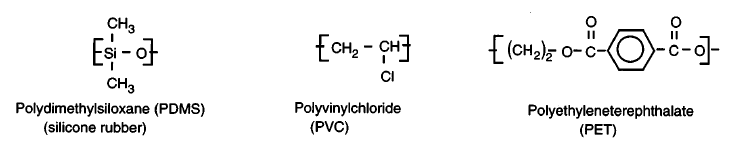 CH₃
[Si – O]
CH₃
Polydimethylsiloxane (PDMS)
(silicone rubber)
[CH₂ – CH]
Cl
Polyvinylchloride
(PVC)
O O
[(CH₂)₂ – O – C – C – O]
Polyethyleneterephthalate
(PET)